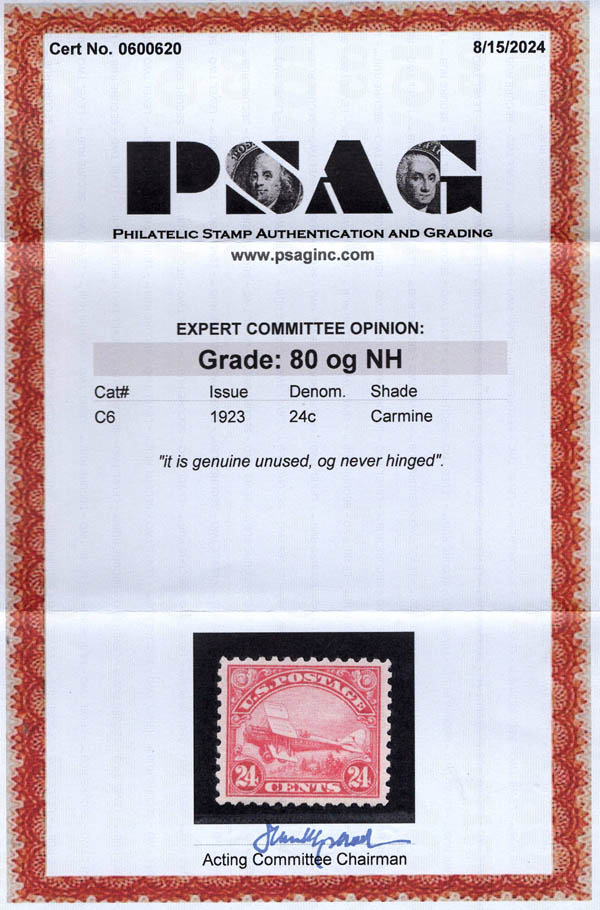 Cert No. 0600620 8/15/2024
PSAG
PHILATELIC STAMP AUTHENTICATION AND GRADING
www.psaginc.com
EXPERT COMMITTEE OPINION:
Grade: 80 og NH
Cat# Issue Denom. Shade
C6 1923 24c Carmine
"it is genuine unused, og never hinged".
U.S.POSTAGE
24 24
CENTS
Acting Committee Chairman